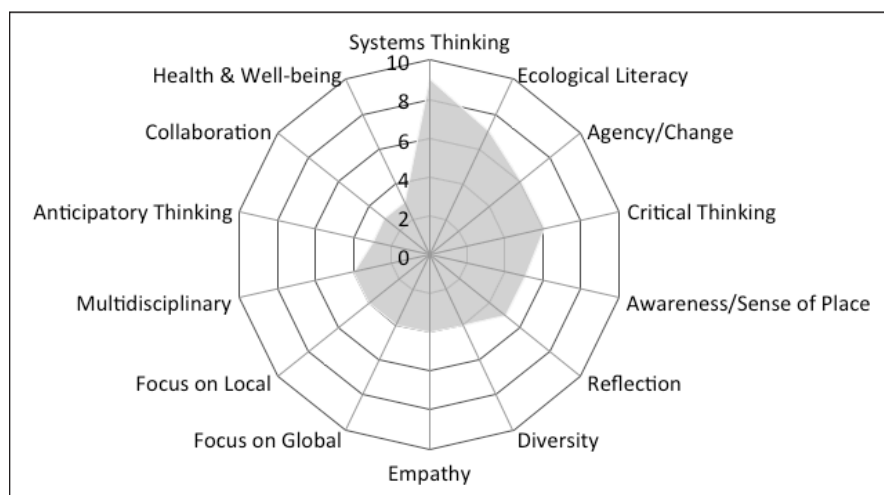 Systems Thinking
Ecological Literacy
Agency/Change
Critical Thinking
Awareness/Sense of Place
Reflection
Diversity
Empathy
Focus on Global
Focus on Local
Multidisciplinary
Anticipatory Thinking
Collaboration
Health & Well-being
10
8
6
4
2
0